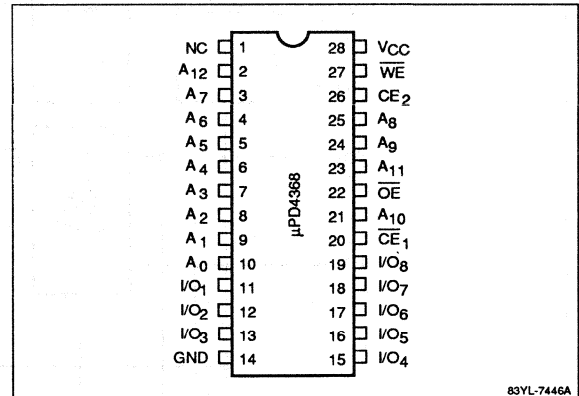 NC 1 28 VCC
A12 2 27 WE
A7 3 26 CE2
A6 4 25 A8
A5 5 24 A9
A4 6 23 A11
A3 7 22 OE
A2 8 21 A10
A1 9 20 CE1
A0 10 19 I/O8
I/O1 11 18 I/O7
I/O2 12 17 I/O6
I/O3 13 16 I/O5
GND 14 15 I/O4
μPD4368
83YL-7446A